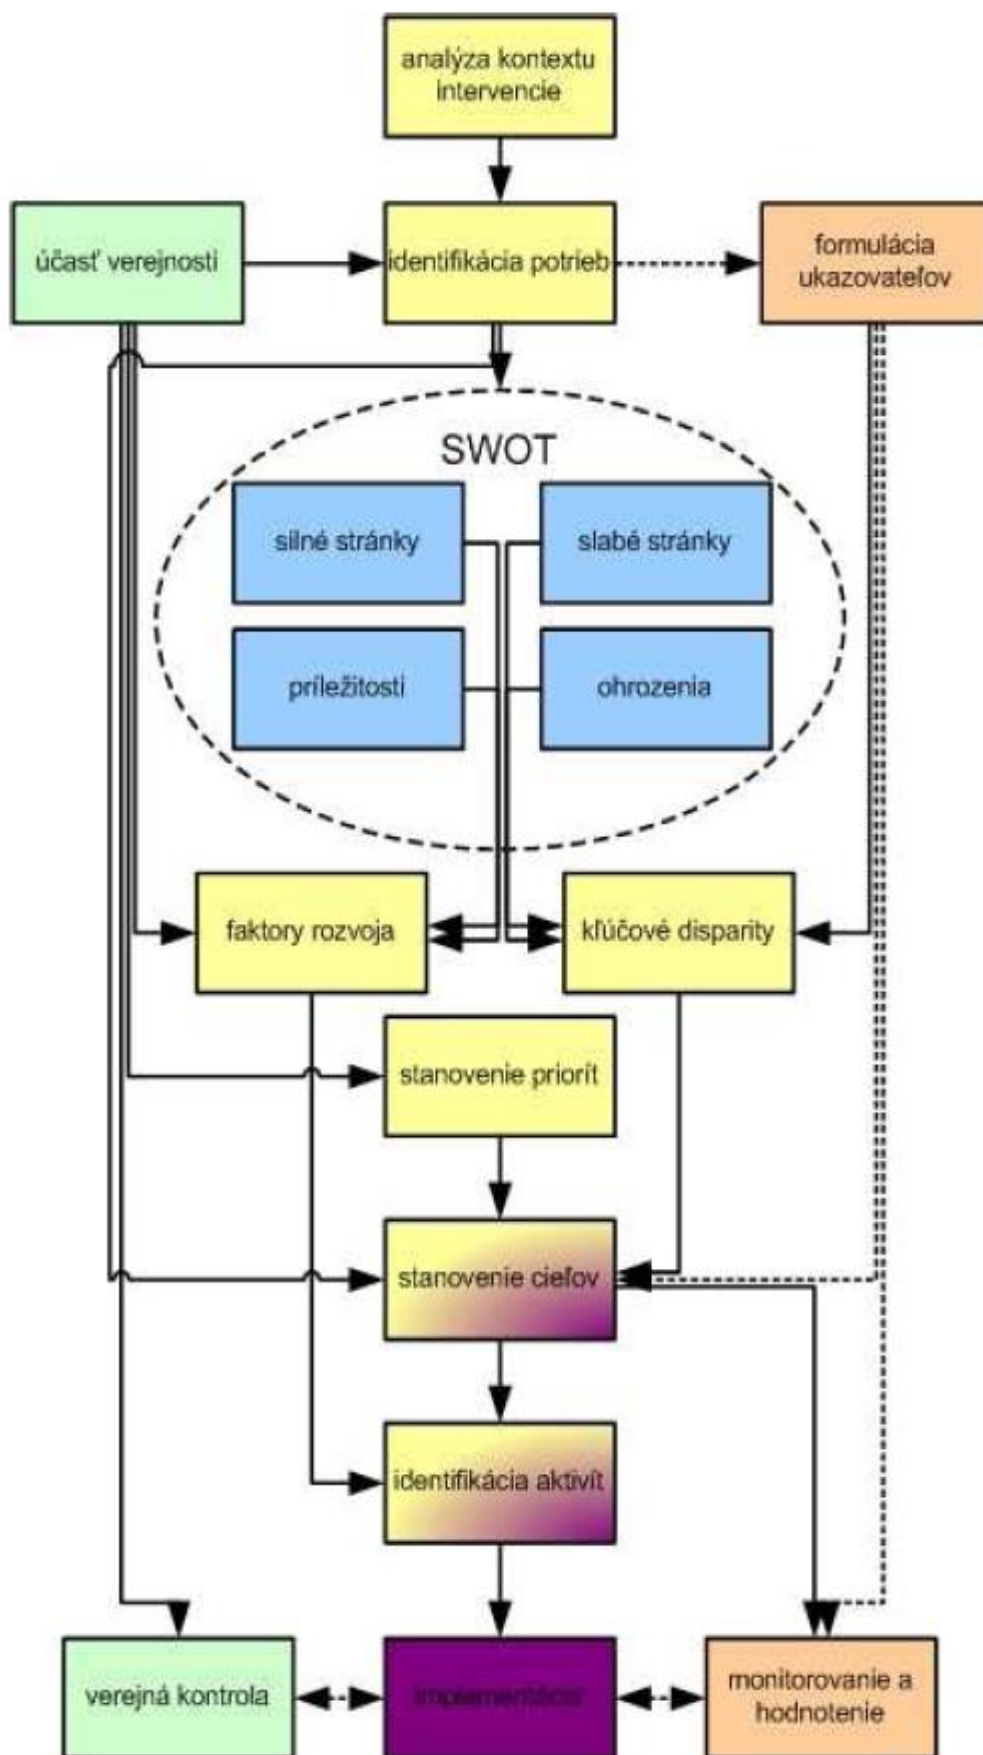 analýza kontextu
intervencie
účasť verejnosti
identifikácia potrieb
formulácia
ukazovateľov
SWOT
silné stránky
slabé stránky
príležitosti
ohrozenia
faktory rozvoja
kľúčové disparity
stanovenie priorít
stanovenie cieľov
identifikácia aktivít
verejná kontrola
implementácia
monitorovanie a
hodnotenie